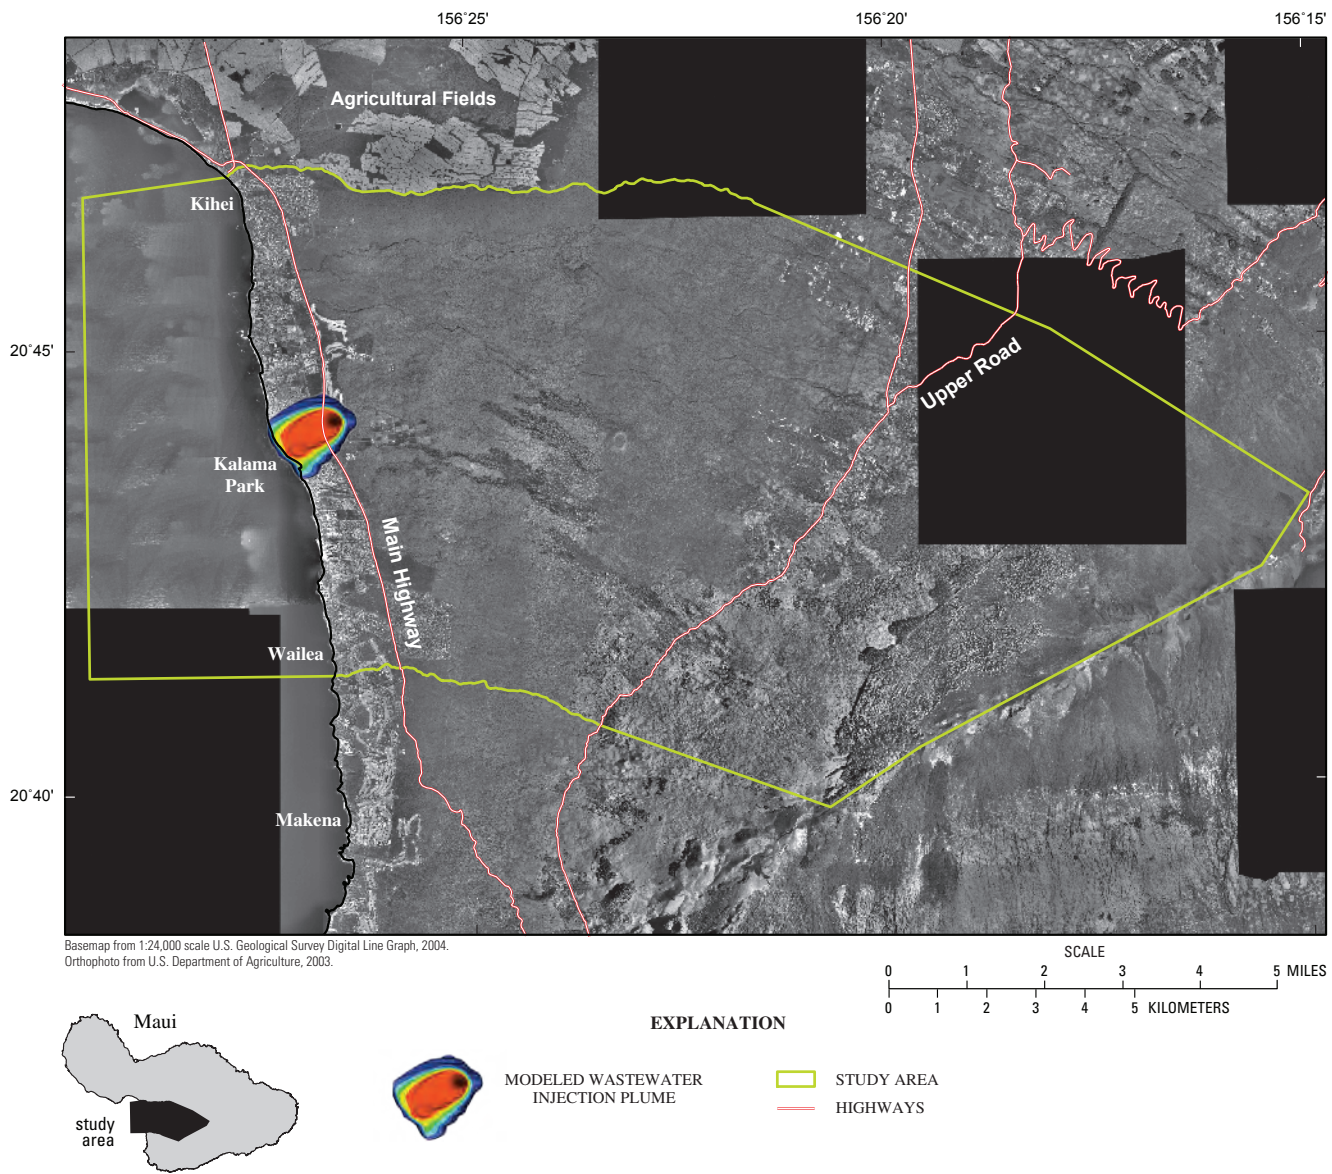 156°25'
156°20'
156°15'
Agricultural Fields
Kihei
20°45'
Upper Road
Kalama
Park
Main Highway
Wailea
20°40'
Makena
Basemap from 1:24,000 scale U.S. Geological Survey Digital Line Graph, 2004.
Orthophoto from U.S. Department of Agriculture, 2003.
SCALE
0 1 2 3 4 5 MILES
0 1 2 3 4 5 KILOMETERS
Maui
study
area
EXPLANATION
MODELED WASTEWATER
INJECTION PLUME
STUDY AREA
HIGHWAYS